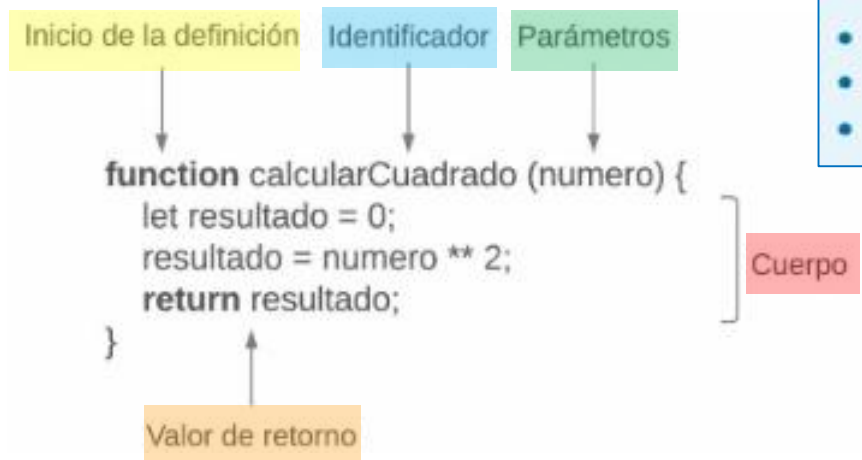 Inicio de la definición Identificador Parámetros
function calcularCuadrado (numero) {
let resultado = 0;
resultado = numero ** 2;
return resultado;
}
Cuerpo
Valor de retorno